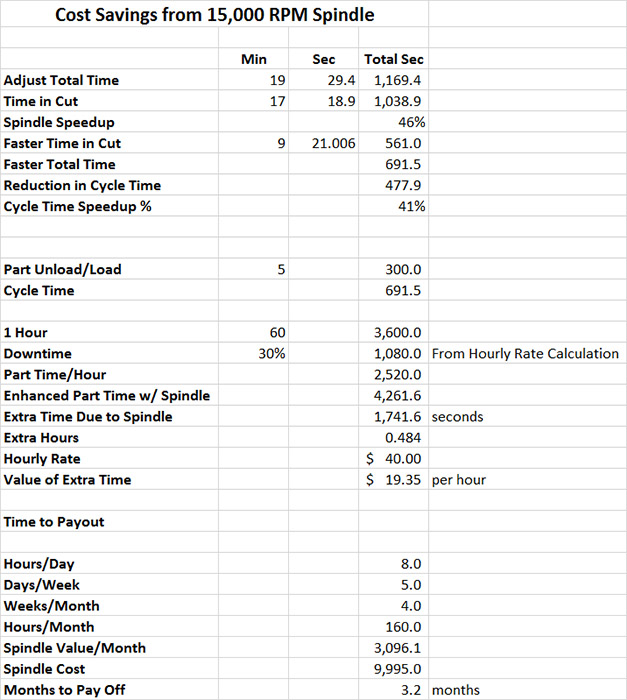 Cost Savings from 15,000 RPM Spindle
Min Sec Total Sec
Adjust Total Time 19 29.4 1,169.4
Time in Cut 17 18.9 1,038.9
Spindle Speedup 46%
Faster Time in Cut 9 21.006 561.0
Faster Total Time 691.5
Reduction in Cycle Time 477.9
Cycle Time Speedup % 41%
Part Unload/Load 5 300.0
Cycle Time 691.5
1 Hour 60 3,600.0
Downtime 30% 1,080.0 From Hourly Rate Calculation
Part Time/Hour 2,520.0
Enhanced Part Time w/ Spindle 4,261.6
Extra Time Due to Spindle 1,741.6 seconds
Extra Hours 0.484
Hourly Rate $ 40.00
Value of Extra Time $ 19.35 per hour
Time to Payout
Hours/Day 8.0
Days/Week 5.0
Weeks/Month 4.0
Hours/Month 160.0
Spindle Value/Month 3,096.1
Spindle Cost 9,995.0
Months to Pay Off 3.2 months